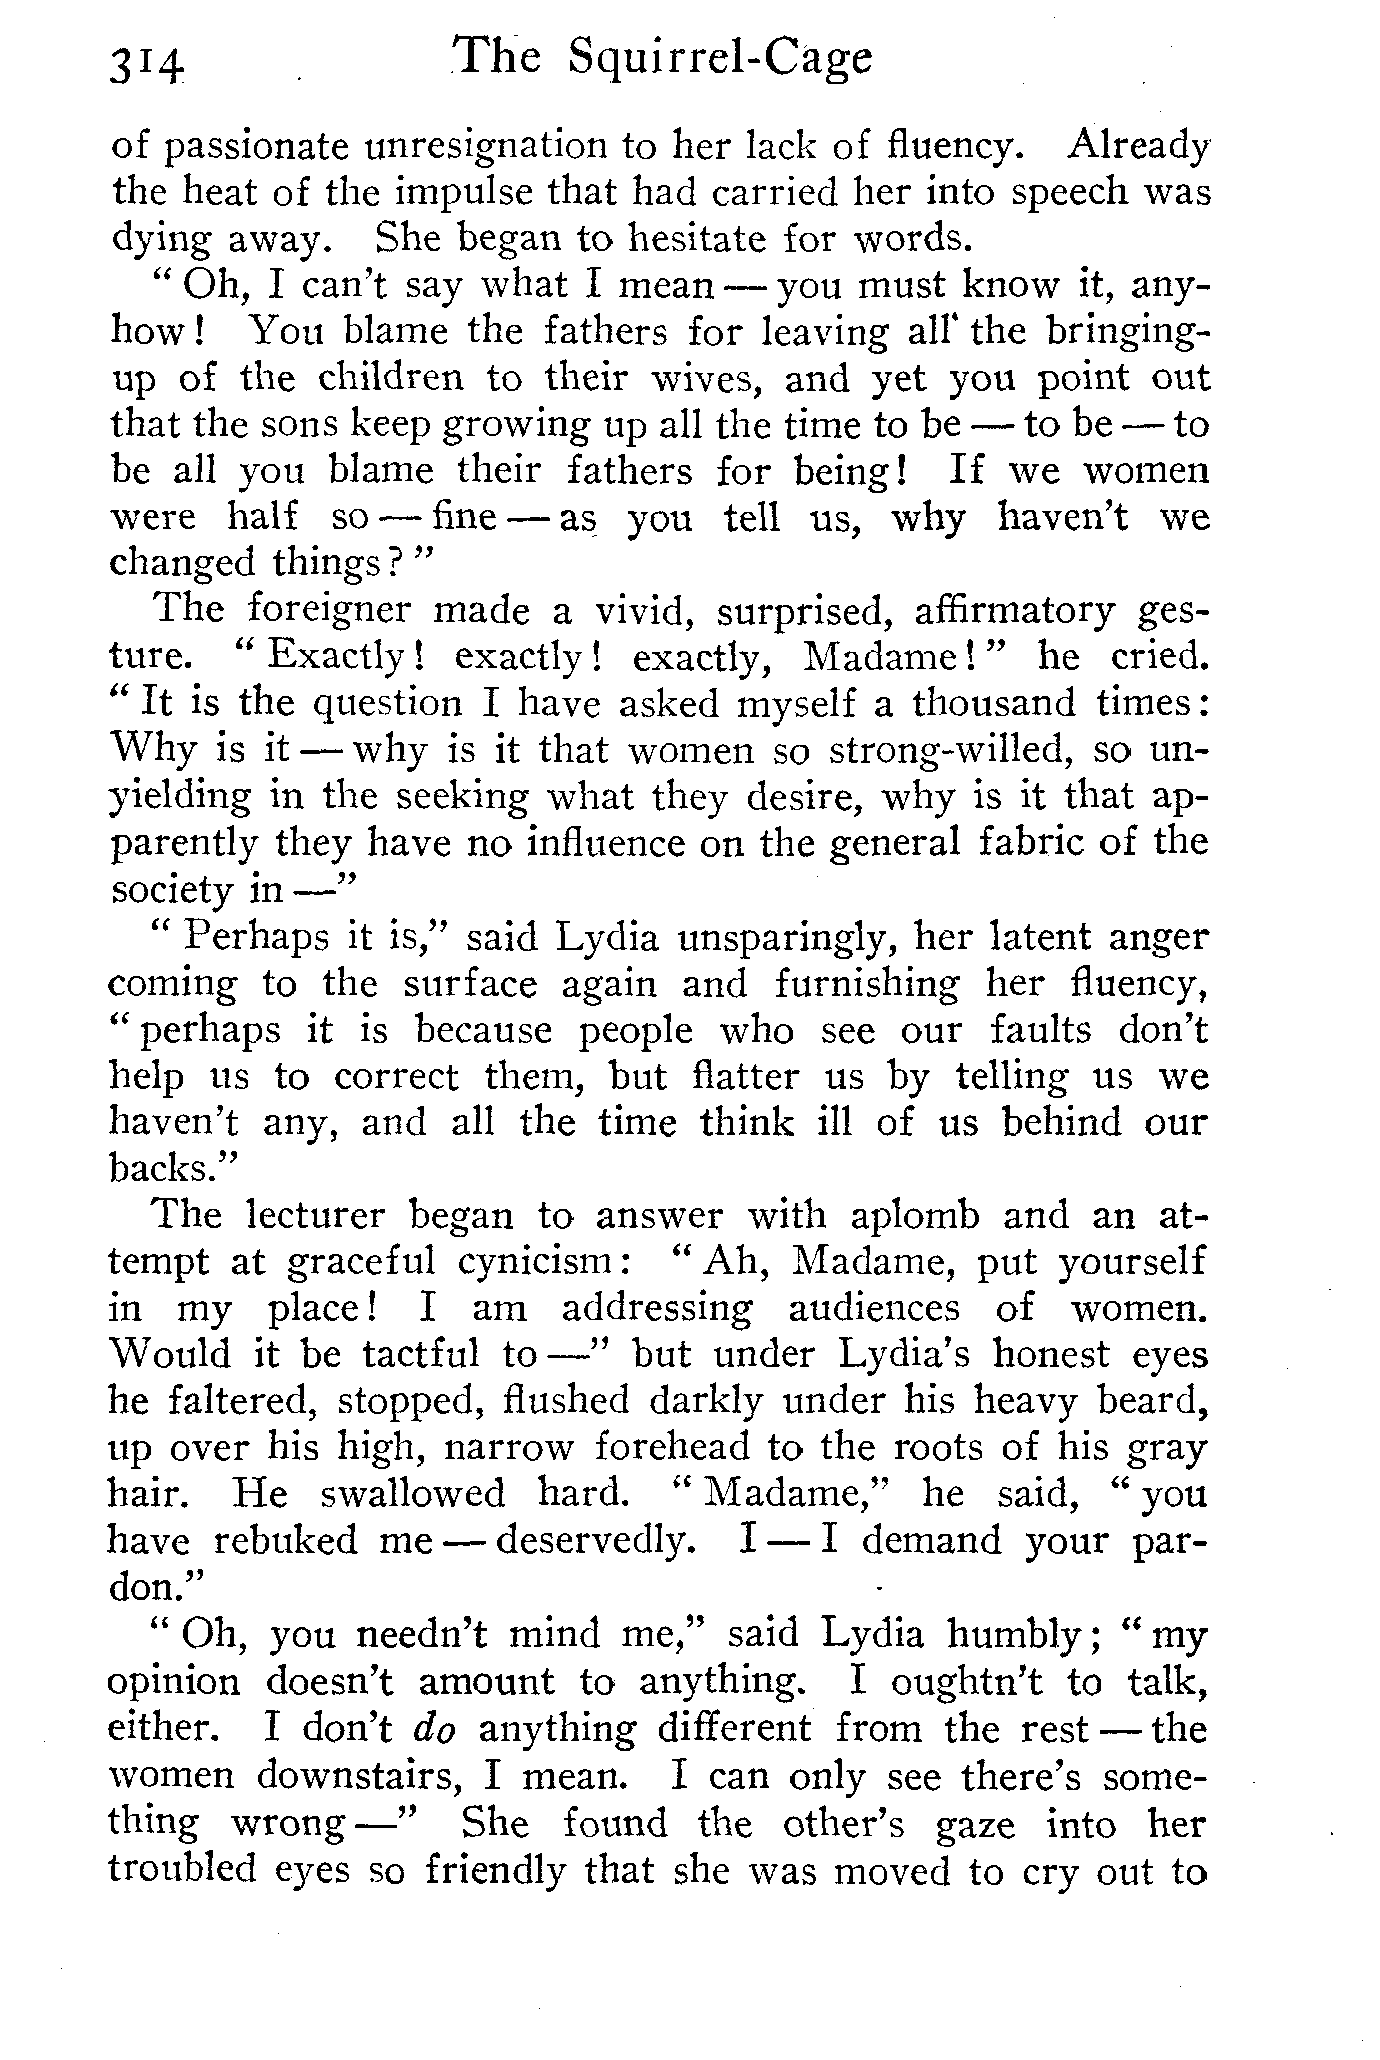 314 The Squirrel-Cage
of passionate unresignation to her lack of fluency. Already
the heat of the impulse that had carried her into speech was
dying away. She began to hesitate for words.
" Oh, I can't say what I mean — you must know it, any-
how! You blame the fathers for leaving all the bringing-
up of the children to their wives, and yet you point out
that the sons keep growing up all the time to be — to be — to
be all you blame their fathers for being! If we women
were half so — fine — as you tell us, why haven't we
changed things? "
The foreigner made a vivid, surprised, affirmatory ges-
ture. " Exactly! exactly! exactly, Madame! " he cried.
" It is the question I have asked myself a thousand times:
Why is it — why is it that women so strong-willed, so un-
yielding in the seeking what they desire, why is it that ap-
parently they have no influence on the general fabric of the
society in —"
" Perhaps it is," said Lydia unsparingly, her latent anger
coming to the surface again and furnishing her fluency,
" perhaps it is because people who see our faults don't
help us to correct them, but flatter us by telling us we
haven't any, and all the time think ill of us behind our
backs."
The lecturer began to answer with aplomb and an at-
tempt at graceful cynicism: " Ah, Madame, put yourself
in my place! I am addressing audiences of women.
Would it be tactful to —" but under Lydia's honest eyes
he faltered, stopped, flushed darkly under his heavy beard,
up over his high, narrow forehead to the roots of his gray
hair. He swallowed hard. " Madame," he said, " you
have rebuked me — deservedly. I — I demand your par-
don."
" Oh, you needn't mind me," said Lydia humbly; " my
opinion doesn't amount to anything. I oughtn't to talk,
either. I don't do anything different from the rest — the
women downstairs, I mean. I can only see there's some-
thing wrong —" She found the other's gaze into her
troubled eyes so friendly that she was moved to cry out to